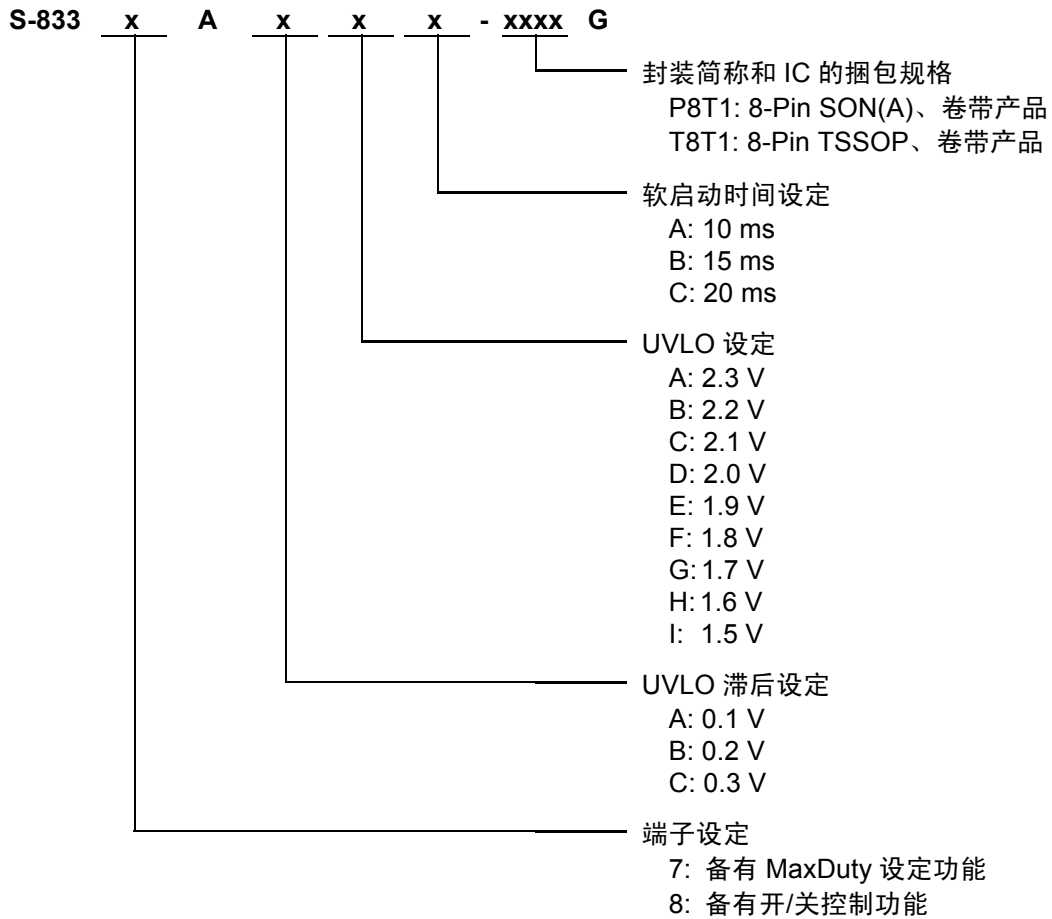 S-833 x A x x x - xxxx G
封装简称和 IC 的捆包规格
P8T1: 8-Pin SON(A)、卷带产品
T8T1: 8-Pin TSSOP、卷带产品
软启动时间设定
A: 10 ms
B: 15 ms
C: 20 ms
UVLO 设定
A: 2.3 V
B: 2.2 V
C: 2.1 V
D: 2.0 V
E: 1.9 V
F: 1.8 V
G: 1.7 V
H: 1.6 V
I: 1.5 V
UVLO 滞后设定
A: 0.1 V
B: 0.2 V
C: 0.3 V
端子设定
7: 备有 MaxDuty 设定功能
8: 备有开/关控制功能